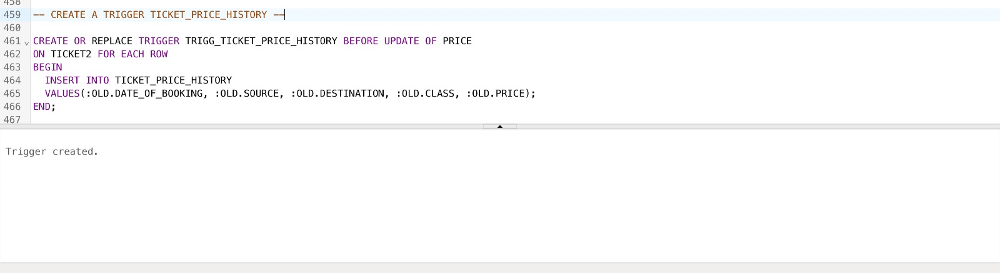 458
459 -- CREATE A TRIGGER TICKET_PRICE_HISTORY --
460
461 CREATE OR REPLACE TRIGGER TRIGG_TICKET_PRICE_HISTORY BEFORE UPDATE OF PRICE
462 ON TICKET2 FOR EACH ROW
463 BEGIN
464 INSERT INTO TICKET_PRICE_HISTORY
465 VALUES(:OLD.DATE_OF_BOOKING, :OLD.SOURCE, :OLD.DESTINATION, :OLD.CLASS, :OLD.PRICE);
466 END;
467
Trigger created.